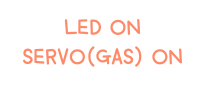 LED ON
SERVO(GAS) ON